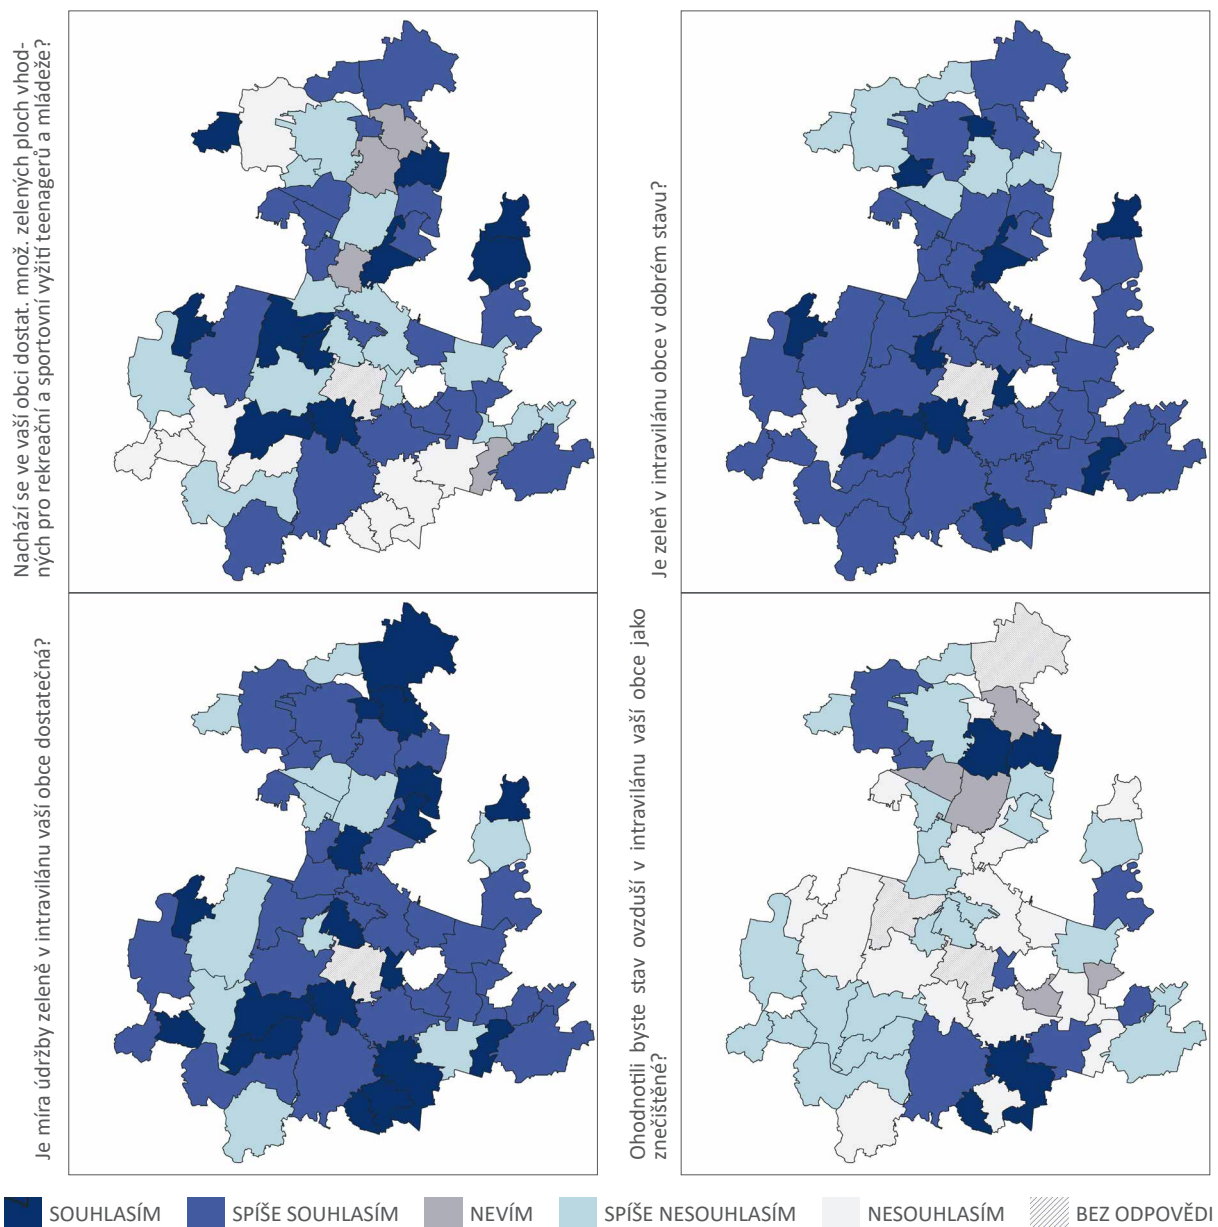 Nachází se ve vaší obci dostat. množ. zelených ploch vhod-
ných pro rekreační a sportovní vyžití teenagerů a mládeže?
Je zeleň v intravilánu obce v dobrém stavu?
Je míra údržby zeleně v intravilánu vaší obce dostatečná?
Ohodnotili byste stav ovzduší v intravilánu vaší obce jako
znečištěné?
SOUHLASÍM
SPÍŠE SOUHLASÍM
NEVÍM
SPÍŠE NESOUHLASÍM
NESOUHLASÍM
BEZ ODPOVĚDI